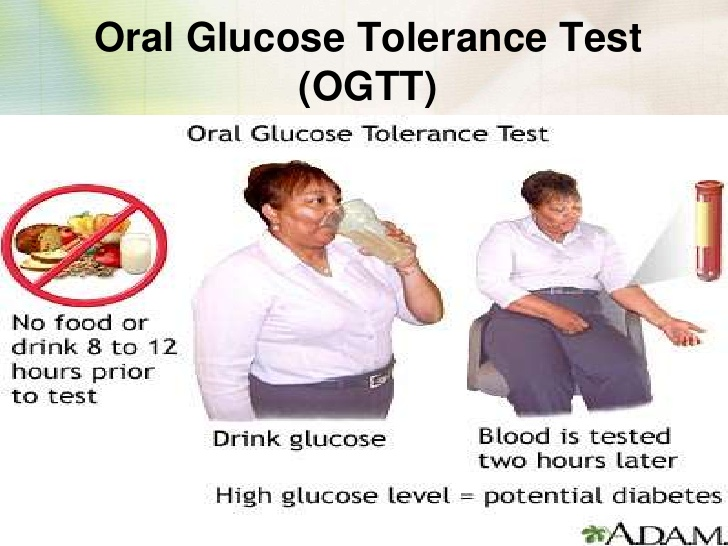 Oral Glucose Tolerance Test
(OGTT)
Oral Glucose Tolerance Test
No food or
drink 8 to 12
hours prior
to test
Drink glucose
Blood is tested
two hours later
High glucose level = potential diabetes
A.D.A.M.